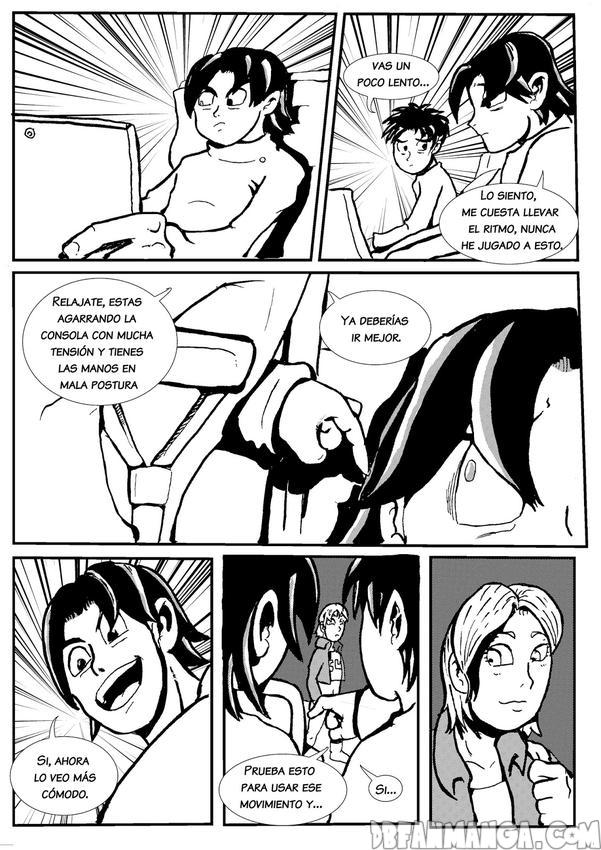 VAS UN
POCO LENTO...
LO SIENTO,
ME CUESTA LLEVAR
EL RITMO, NUNCA
HE JUGADO A ESTO.
RELAJATE, ESTAS
AGARRANDO LA
CONSOLA CON MUCHA
TENSIÓN Y TIENES
LAS MANOS EN
MALA POSTURA
YA DEBERÍAS
IR MEJOR.
SI, AHORA
LO VEO MÁS
CÓMODO.
PRUEBA ESTO
PARA USAR ESE
MOVIMIENTO Y...
SI...
DBFANMANGA.COM